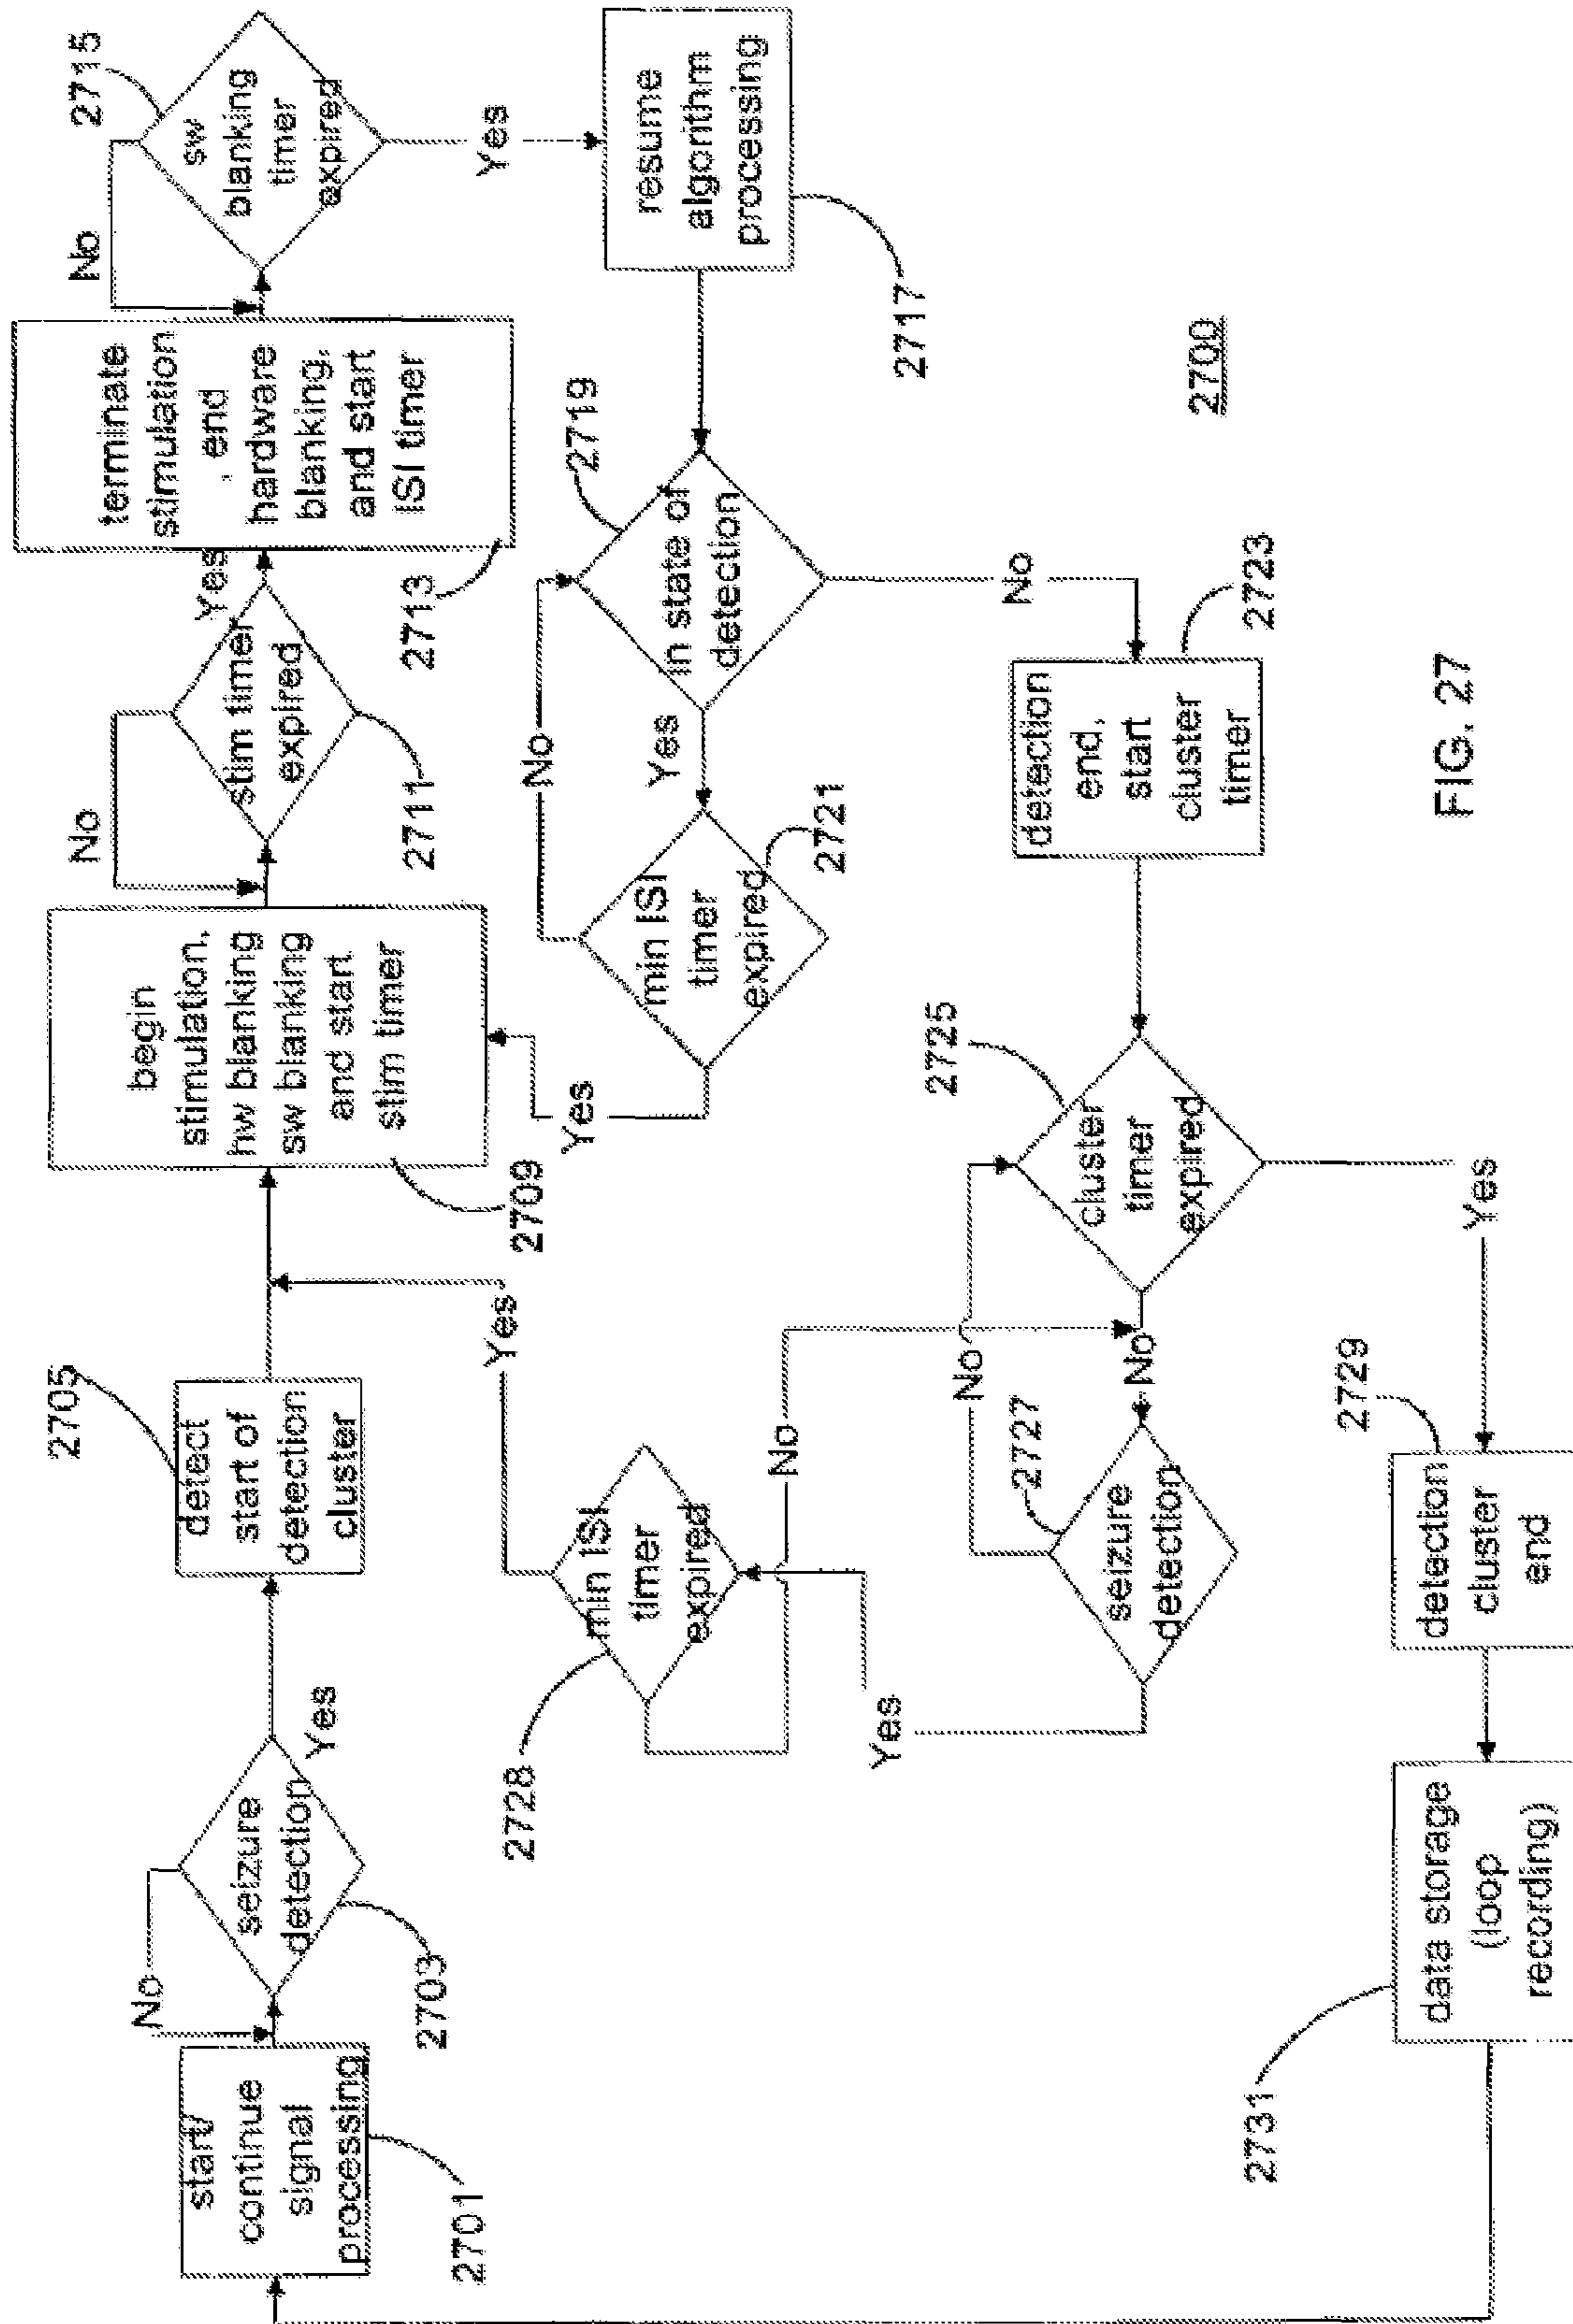 start/
continue
signal
processing
2701
No
seizure
detection
2703
Yes
2705
detect
start of
detection
cluster
begin
stimulation,
hw blanking
sw blanking
and start
stim timer
2709
No
stim timer
expired
2711
Yes
terminate
stimulation
, end
hardware
blanking,
and start
ISI timer
2713
No
2715
sw
blanking
timer
expired
Yes
resume
algorithm
processing
2717
2719
in state of
detection
Yes
No
min ISI
timer
expired
2721
No
Yes
2723
detection
end,
start
cluster
timer
2725
cluster
timer
expired
No
Yes
2727
seizure
detection
No
Yes
2728
min ISI
timer
expired
Yes
No
2729
detection
cluster
end
2731
data storage
(loop
recording)
2700
FIG. 27